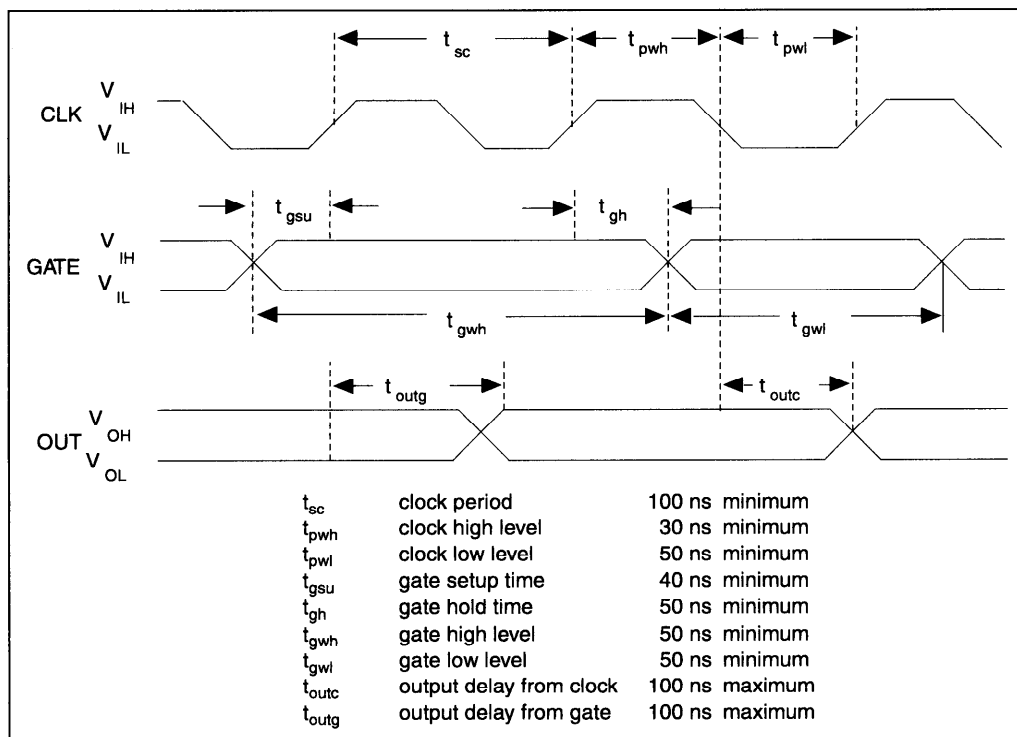 t sc t pwh t pwl
CLK V IH
V IL
t gsu t gh
GATE V IH
V IL
t gwh t gwl
t outg t outc
OUT V OH
V OL
t sc clock period 100 ns minimum
t pwh clock high level 30 ns minimum
t pwl clock low level 50 ns minimum
t gsu gate setup time 40 ns minimum
t gh gate hold time 50 ns minimum
t gwh gate high level 50 ns minimum
t gwl gate low level 50 ns minimum
t outc output delay from clock 100 ns maximum
t outg output delay from gate 100 ns maximum